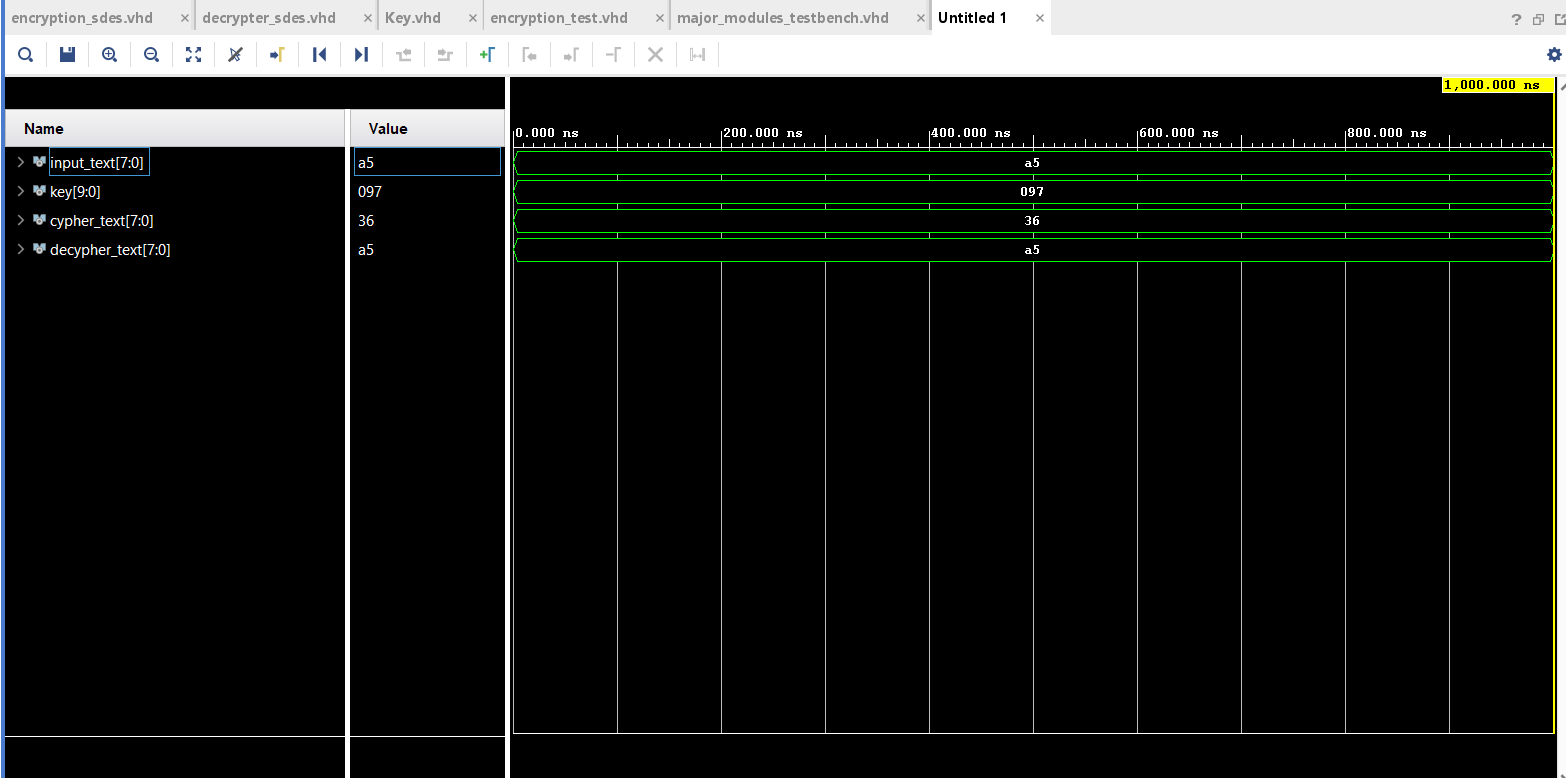 encryption_sdes.vhd × decrypter_sdes.vhd × Key.vhd × encryption_test.vhd × major_modules_testbench.vhd × Untitled 1 × ?
1,000.000 ns
Name Value
0.000 ns 200.000 ns 400.000 ns 600.000 ns 800.000 ns
input_text[7:0] a5 a5
key[9:0] 097 097
cypher_text[7:0] 36 36
decypher_text[7:0] a5 a5